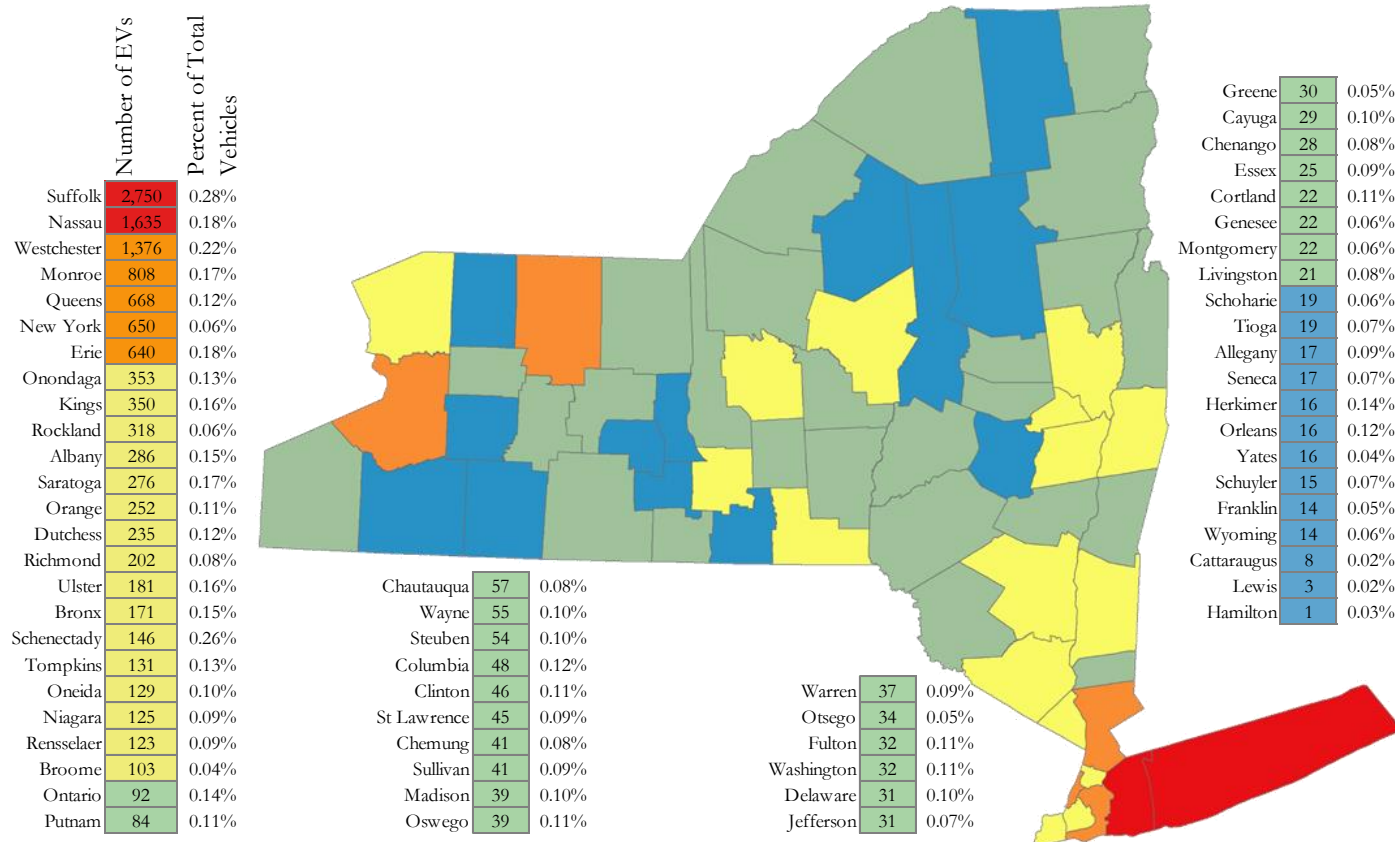 Number of EVs
Percent of Total
Vehicles
Suffolk 2,750 0.28%
Nassau 1,635 0.18%
Westchester 1,376 0.22%
Monroe 808 0.17%
Queens 668 0.12%
New York 650 0.06%
Erie 640 0.18%
Onondaga 353 0.13%
Kings 350 0.16%
Rockland 318 0.06%
Albany 286 0.15%
Saratoga 276 0.17%
Orange 252 0.11%
Dutchess 235 0.12%
Richmond 202 0.08%
Ulster 181 0.16%
Bronx 171 0.15%
Schenectady 146 0.26%
Tompkins 131 0.13%
Oneida 129 0.10%
Niagara 125 0.09%
Rensselaer 123 0.09%
Broome 103 0.04%
Ontario 92 0.14%
Putnam 84 0.11%
Chautauqua 57 0.08%
Wayne 55 0.10%
Steuben 54 0.10%
Columbia 48 0.12%
Clinton 46 0.11%
St Lawrence 45 0.09%
Chemung 41 0.08%
Sullivan 41 0.09%
Madison 39 0.10%
Oswego 39 0.11%
Warren 37 0.09%
Otsego 34 0.05%
Fulton 32 0.11%
Washington 32 0.11%
Delaware 31 0.10%
Jefferson 31 0.07%
Greene 30 0.05%
Cayuga 29 0.10%
Chenango 28 0.08%
Essex 25 0.09%
Cortland 22 0.11%
Genesee 22 0.06%
Montgomery 22 0.06%
Livingston 21 0.08%
Schoharie 19 0.06%
Tioga 19 0.07%
Allegany 17 0.09%
Seneca 17 0.07%
Herkimer 16 0.14%
Orleans 16 0.12%
Yates 16 0.04%
Schuyler 15 0.07%
Franklin 14 0.05%
Wyoming 14 0.06%
Cattaraugus 8 0.02%
Lewis 3 0.02%
Hamilton 1 0.03%